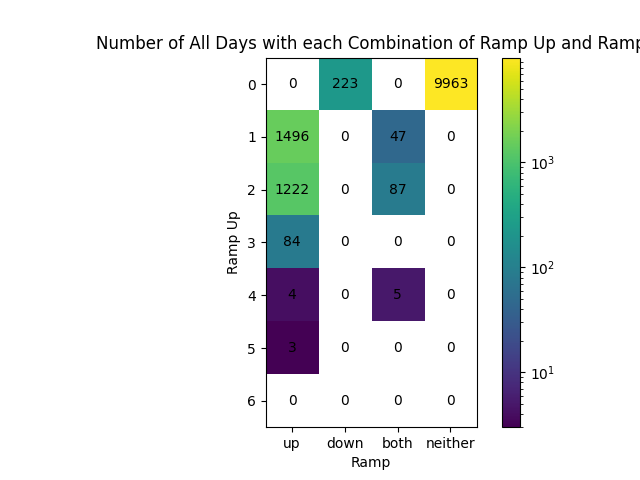 Number of All Days with each Combination of Ramp Up and Ramp
0 0 223 0 9963
1 1496 0 47 0
10³
2 1222 0 87 0
Ramp Up
3 84 0 0 0
10²
4 4 0 5 0
5 3 0 0 0
10¹
6 0 0 0 0
up down both neither
Ramp